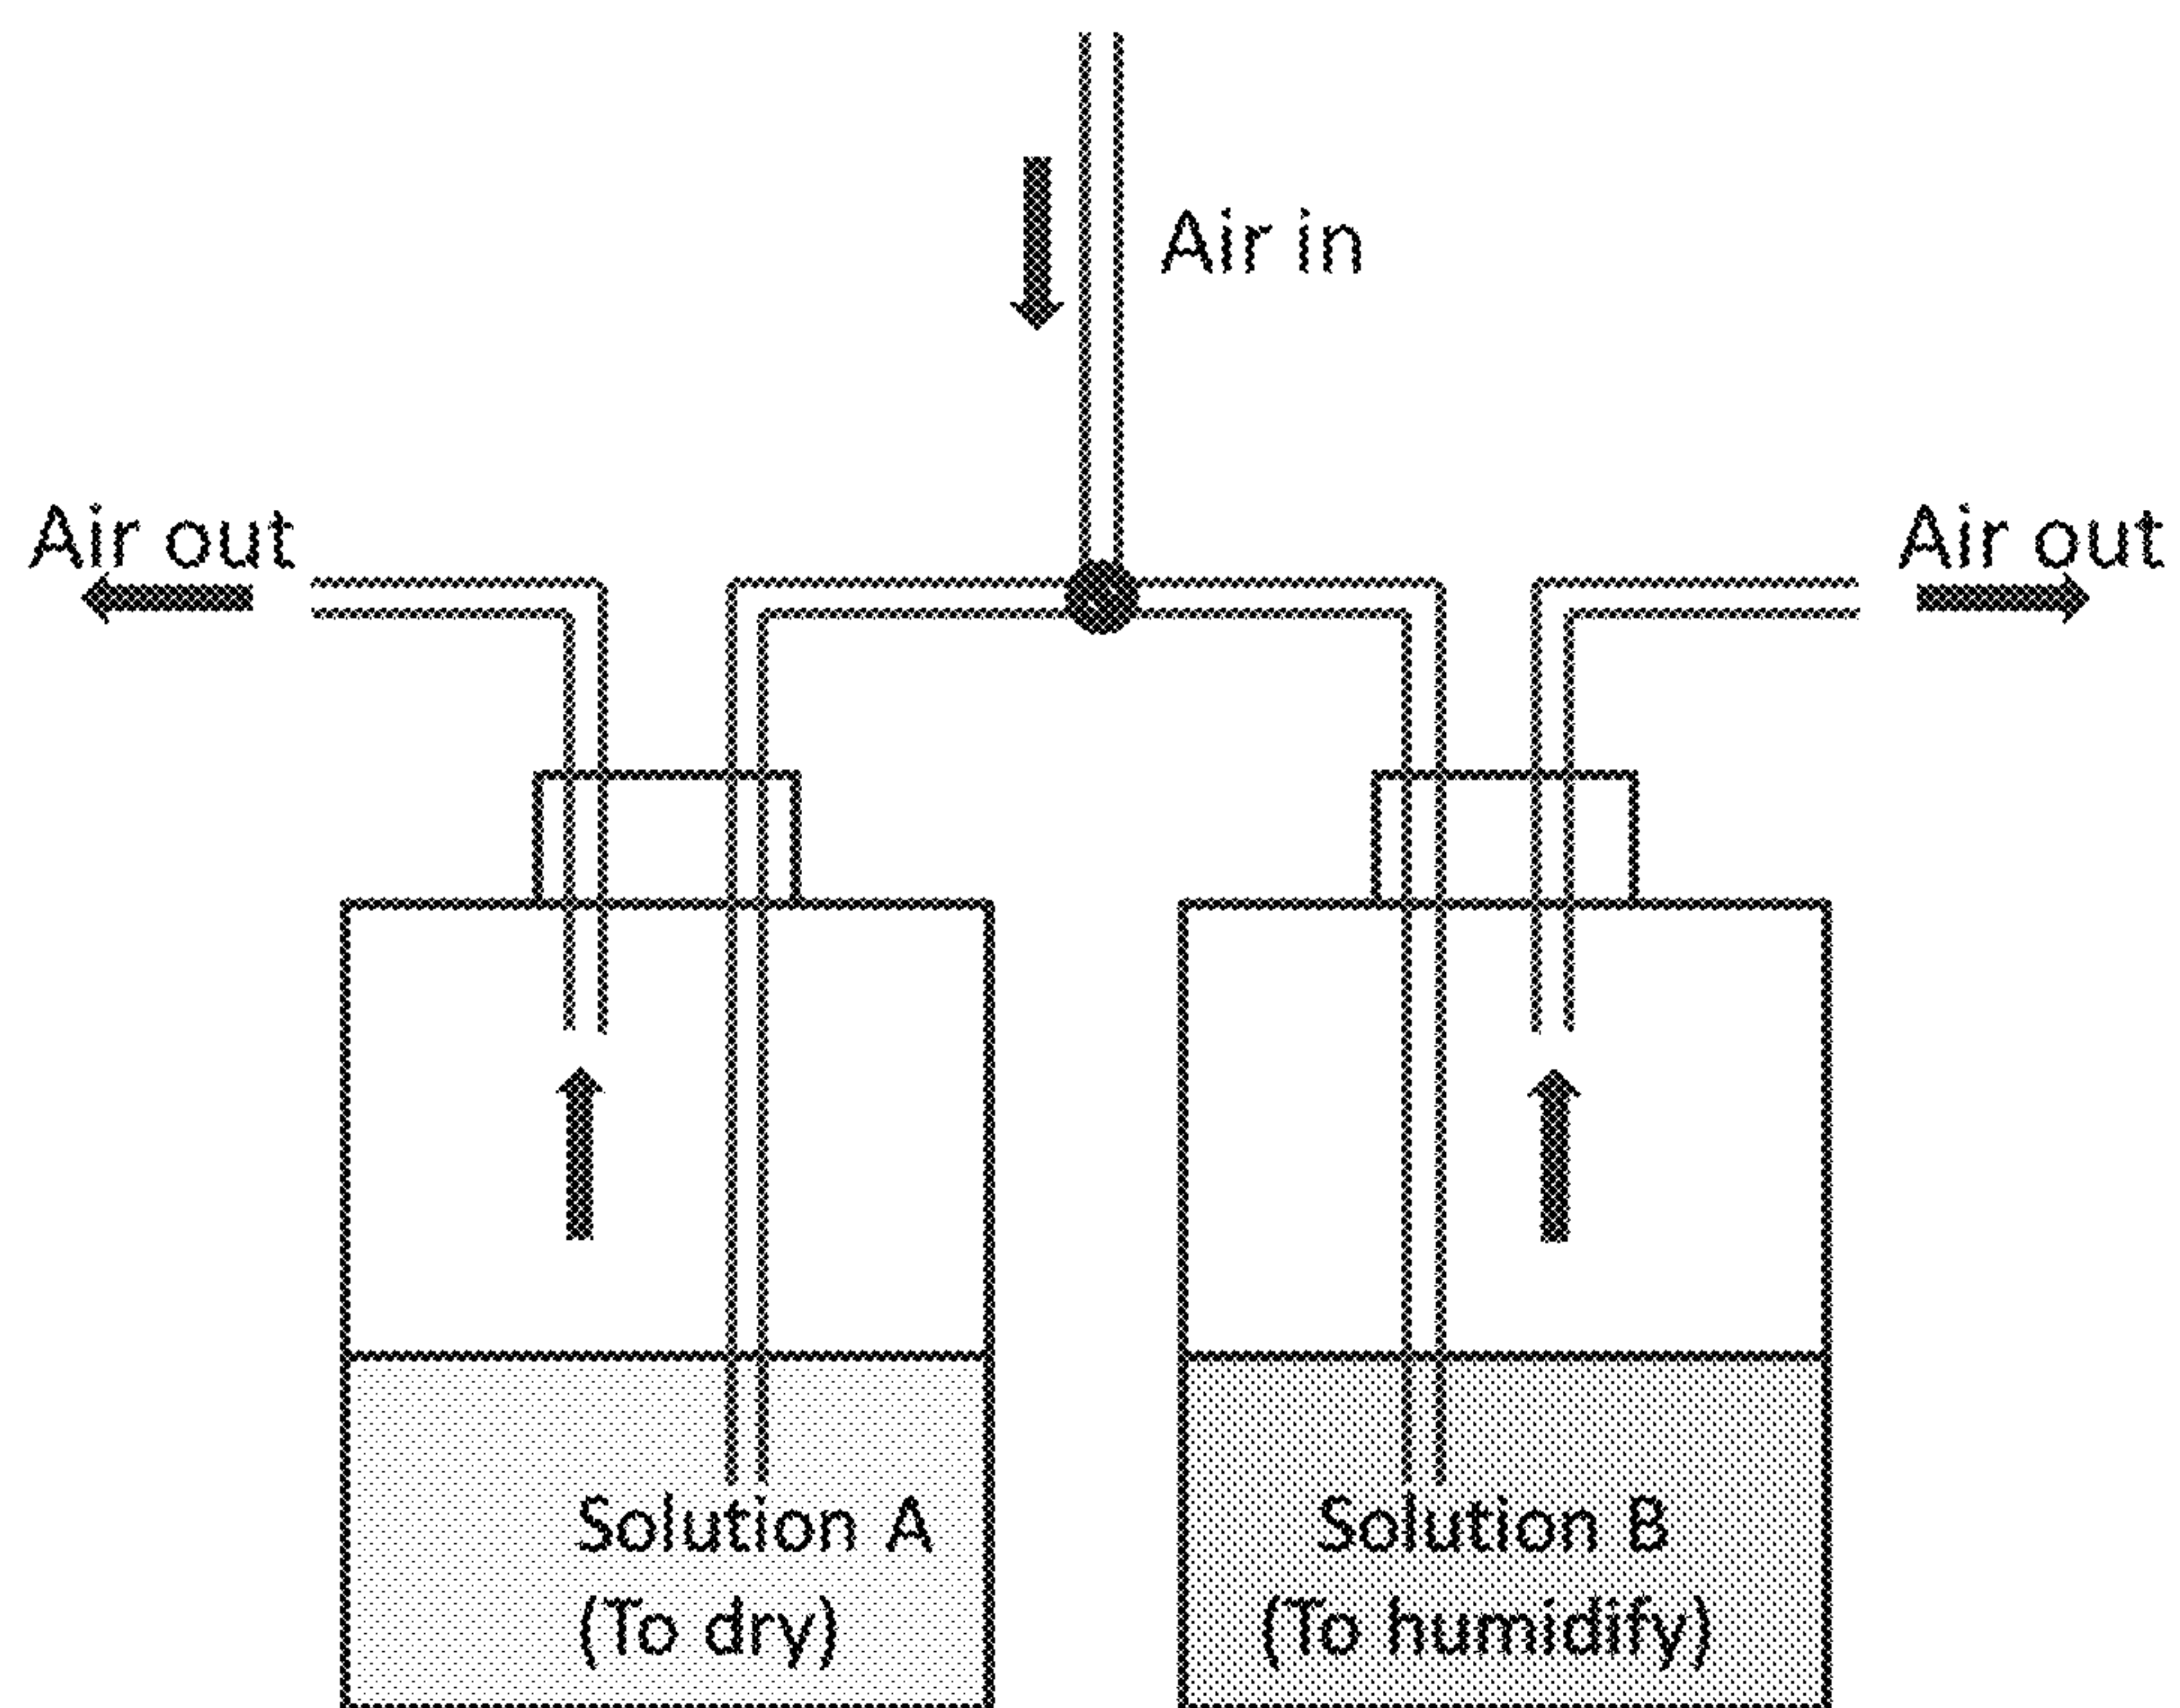 Air in
Air out
Air out
Solution A
(To dry)
Solution B
(To humidify)